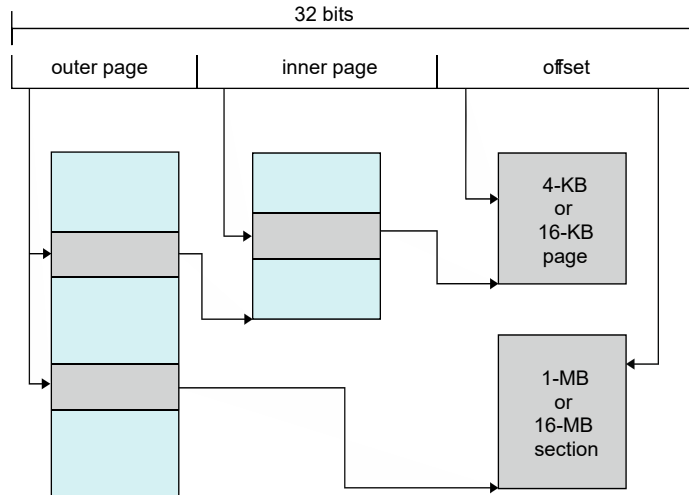 32 bits
outer page
inner page
offset
4-KB
or
16-KB
page
1-MB
or
16-MB
section